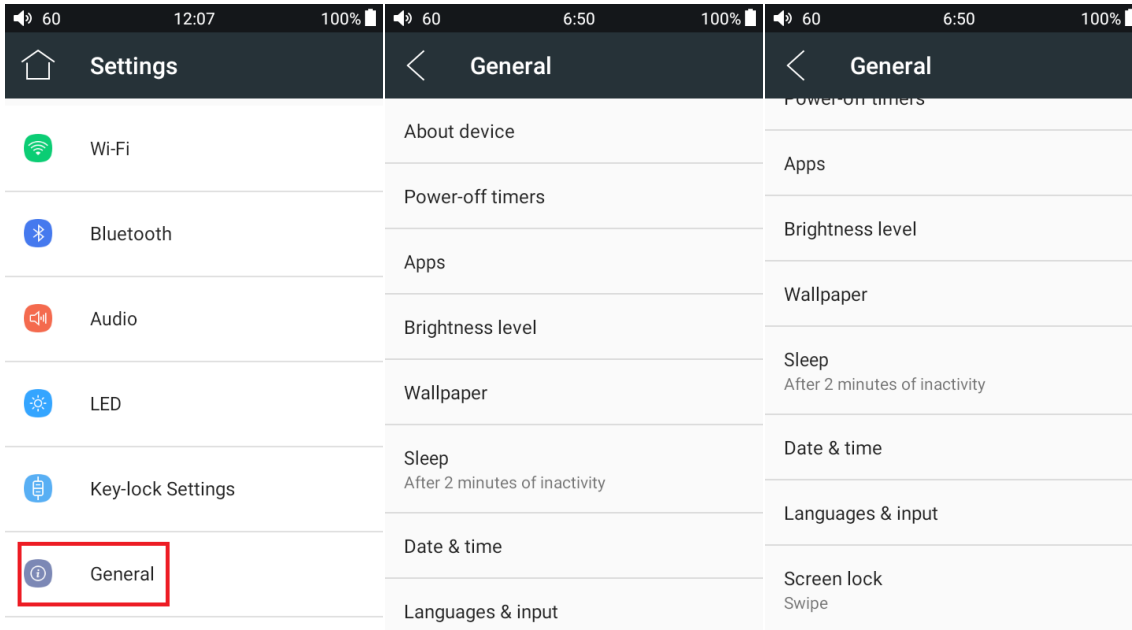 60 12:07 100%
Settings
Wi-Fi
Bluetooth
Audio
LED
Key-lock Settings
General
60 6:50 100%
General
About device
Power-off timers
Apps
Brightness level
Wallpaper
Sleep
After 2 minutes of inactivity
Date & time
Languages & input
60 6:50 100%
General
Power-off timers
Apps
Brightness level
Wallpaper
Sleep
After 2 minutes of inactivity
Date & time
Languages & input
Screen lock
Swipe